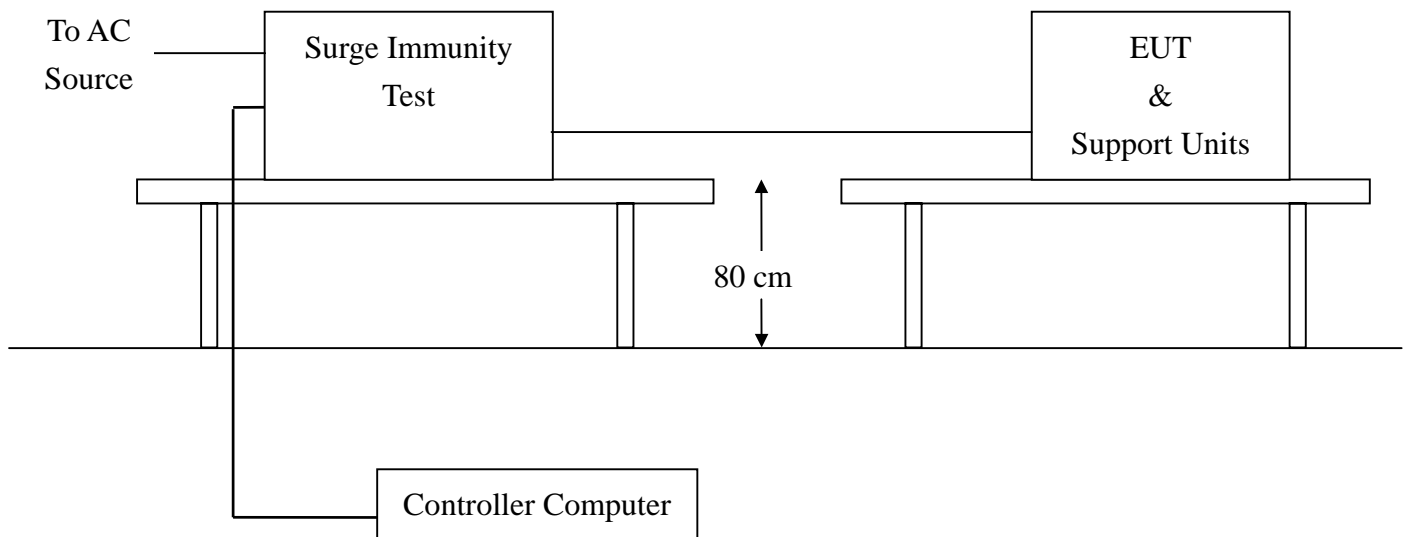 To AC
Source
Surge Immunity
Test
EUT
&
Support Units
80 cm
Controller Computer